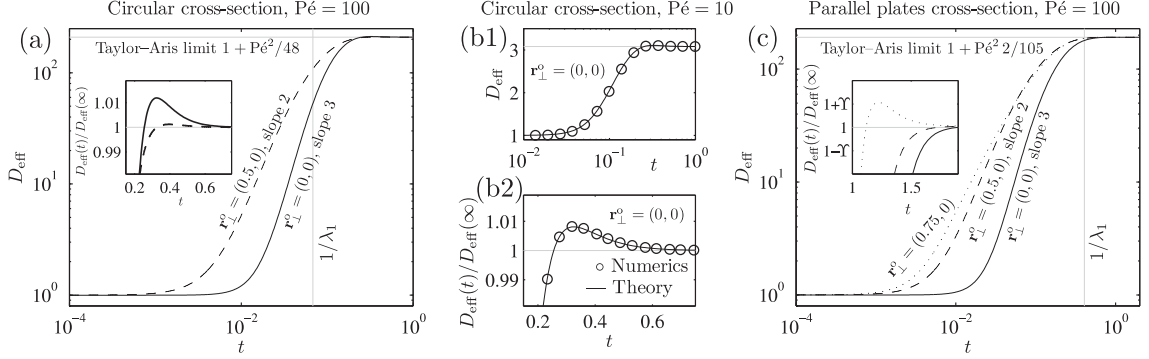 Circular cross-section, Pé = 100
(a)
Taylor–Aris limit 1 + Pé²/48
10²
10¹
10⁰
D_eff
D_eff(t)/D_eff(∞)
1.01
1
0.99
0.2 0.4 0.6
t
r⊥° = (0.5, 0), slope 2
r⊥° = (0, 0), slope 3
1/λ₁
10⁻⁴ 10⁻² 10⁰
t
Circular cross-section, Pé = 10
(b1)
3
2
1
D_eff
r⊥° = (0, 0)
10⁻² 10⁻¹ 10⁰
t
(b2)
D_eff(t)/D_eff(∞)
1.01
1
0.99
r⊥° = (0, 0)
Numerics
Theory
0.2 0.4 0.6
t
Parallel plates cross-section, Pé = 100
(c)
Taylor–Aris limit 1 + Pé² 2/105
10²
10¹
10⁰
D_eff
D_eff(t)/D_eff(∞)
1+ϒ
1
1−ϒ
1 1.5
t
r⊥° = (0.75, 0)
r⊥° = (0.5, 0), slope 2
r⊥° = (0, 0), slope 3
1/λ₁
10⁻⁴ 10⁻² 10⁰
t